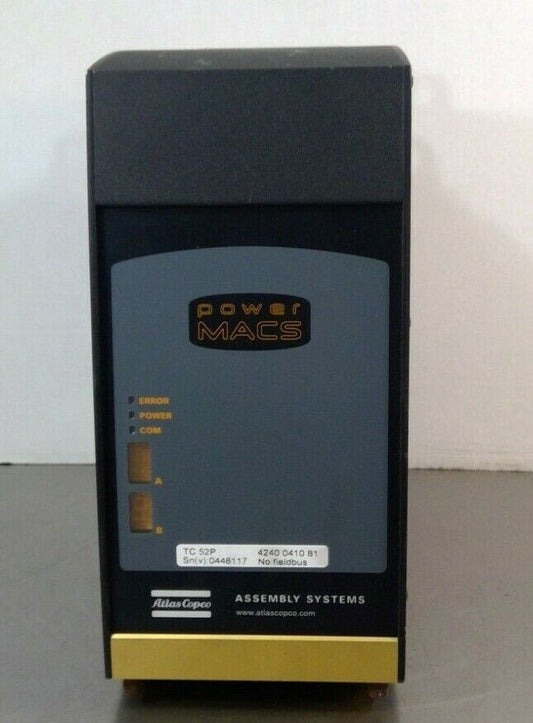 power
MACS
ERROR
POWER
COM
A
B
TC 52P 4240 0410 81
Sn(v) 0446117 No fieldbus
Atlas Copco ASSEMBLY SYSTEMS
www.atlascopco.com